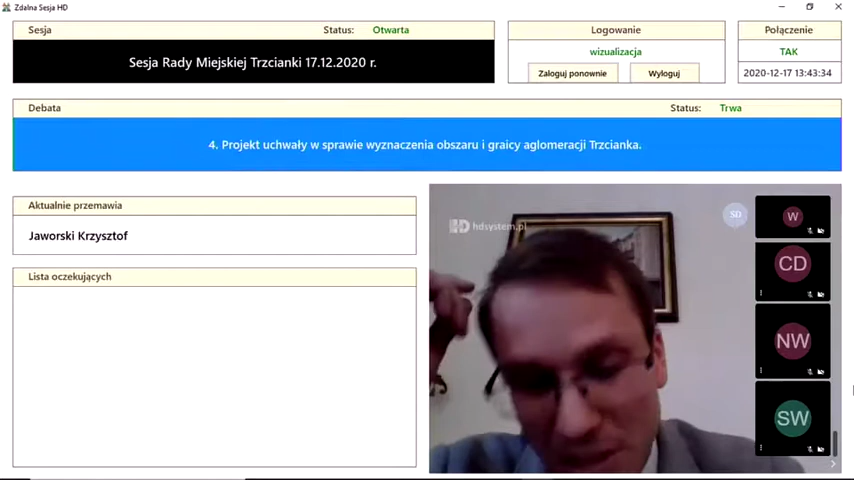 Zdalna Sesja HD
Sesja
Status: Otwarta
Sesja Rady Miejskiej Trzcianki 17.12.2020 r.
Logowanie
wizualizacja
Zaloguj ponownie
Wyloguj
Połączenie
TAK
2020-12-17 13:43:34
Debata
Status: Trwa
4. Projekt uchwały w sprawie wyznaczenia obszaru i graicy aglomeracji Trzcianka.
Aktualnie przemawia
Jaworski Krzysztof
Lista oczekujących
HD hdsystem.pl
SD
W
CD
NW
SW